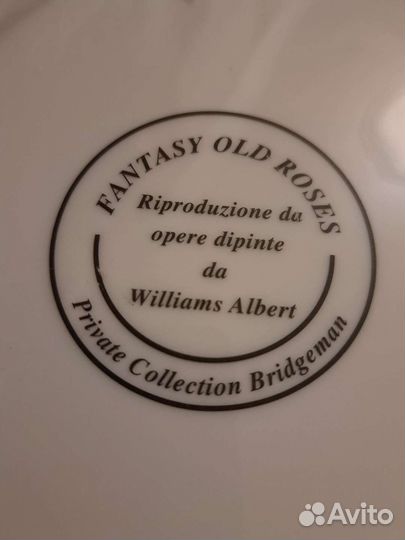 FANTASY OLD ROSES
Riproduzione da
opere dipinte
da
Williams Albert
Private Collection Bridgeman
Avito